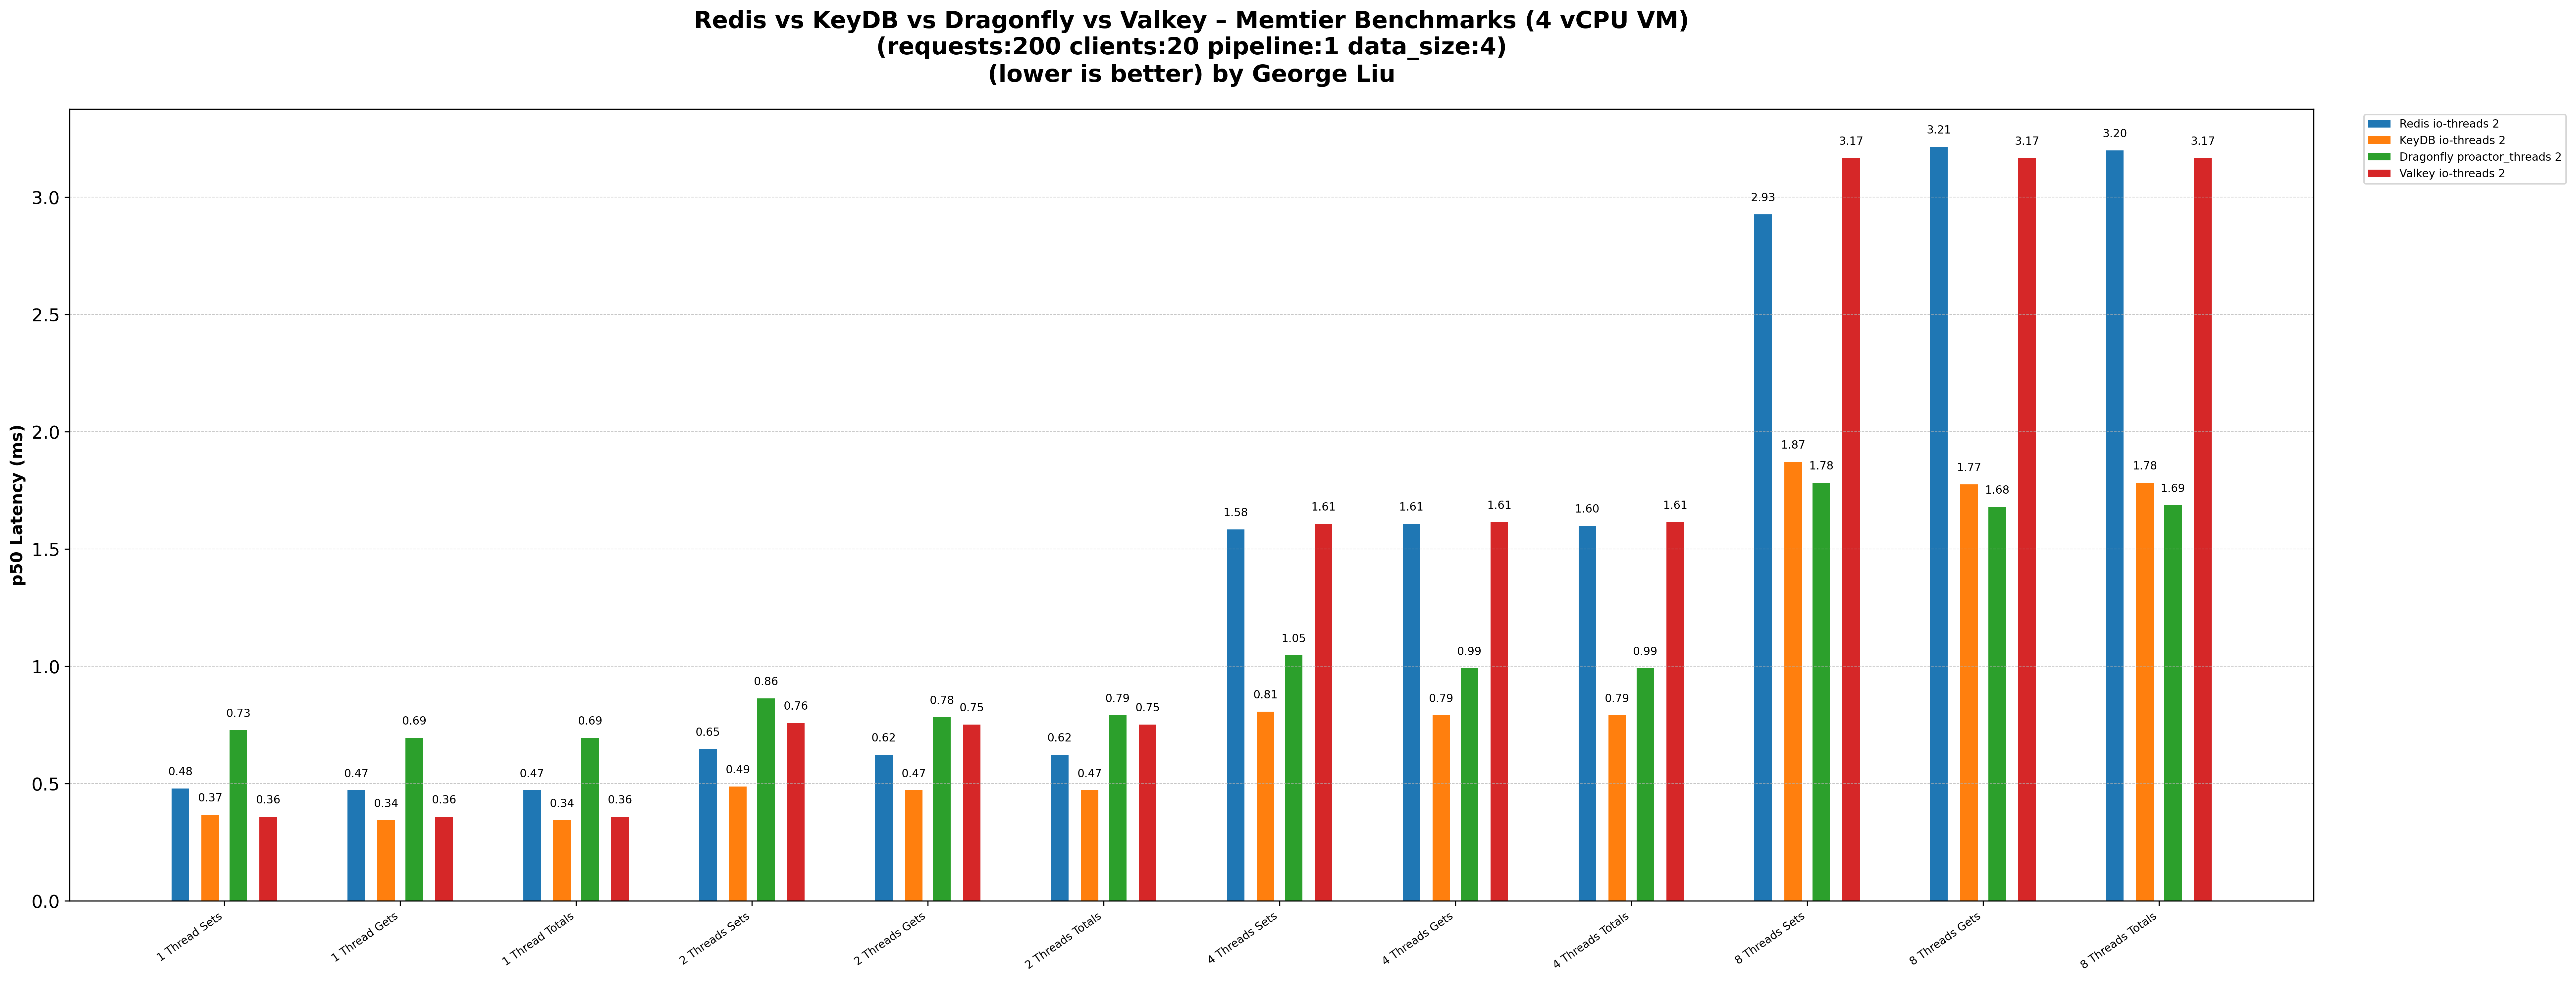 Redis vs KeyDB vs Dragonfly vs Valkey – Memtier Benchmarks (4 vCPU VM)
(requests:200 clients:20 pipeline:1 data_size:4)
(lower is better) by George Liu
Redis io-threads 2
KeyDB io-threads 2
Dragonfly proactor_threads 2
Valkey io-threads 2
p50 Latency (ms)
3.0
2.5
2.0
1.5
1.0
0.5
0.0
0.48 0.37 0.73 0.36
0.47 0.34 0.69 0.36
0.47 0.34 0.69 0.36
0.65 0.49 0.86 0.76
0.62 0.47 0.78 0.75
0.62 0.47 0.79 0.75
1.58 0.81 1.05 1.61
1.61 0.79 0.99 1.61
1.60 0.79 0.99 1.61
2.93 1.87 1.78 3.17
3.21 1.77 1.68 3.17
3.20 1.78 1.69 3.17
1 Thread Sets
1 Thread Gets
1 Thread Totals
2 Threads Sets
2 Threads Gets
2 Threads Totals
4 Threads Sets
4 Threads Gets
4 Threads Totals
8 Threads Sets
8 Threads Gets
8 Threads Totals